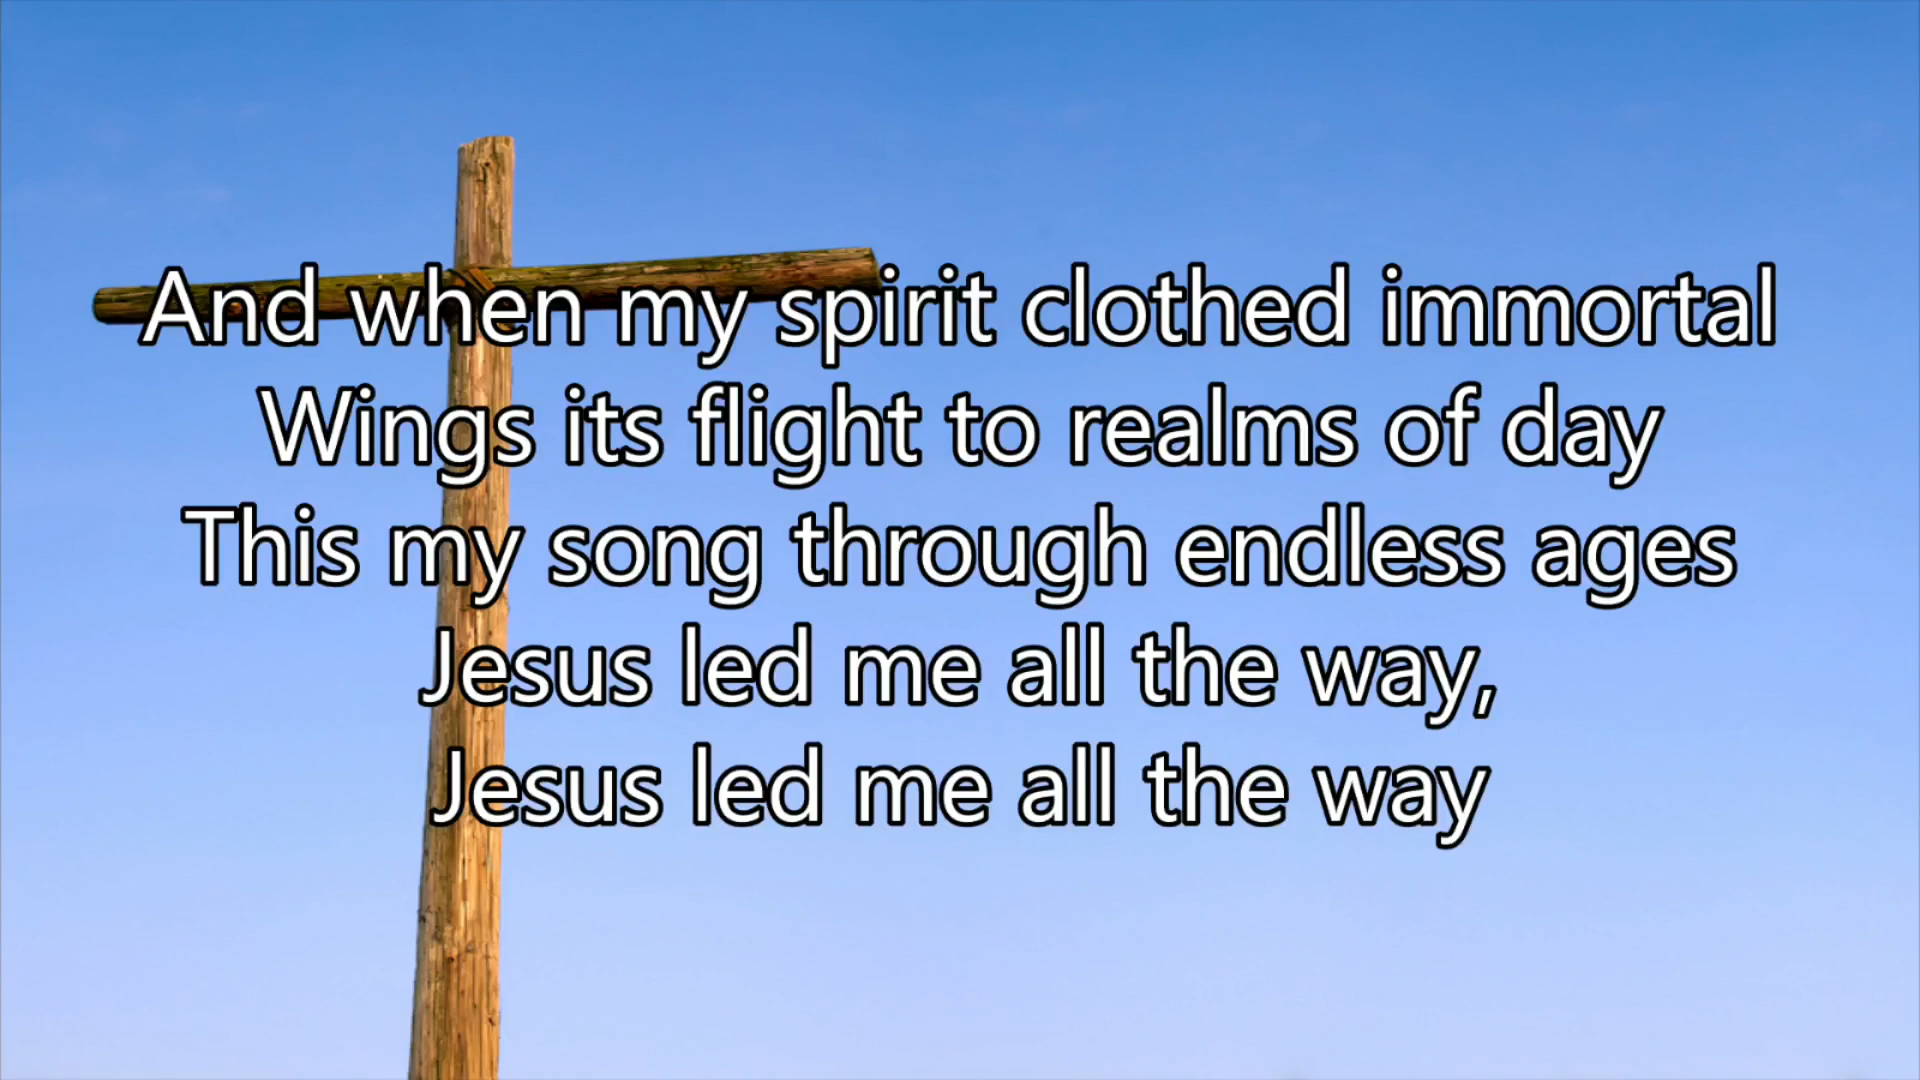 And when my spirit clothed immortal
Wings its flight to realms of day
This my song through endless ages
Jesus led me all the way,
Jesus led me all the way